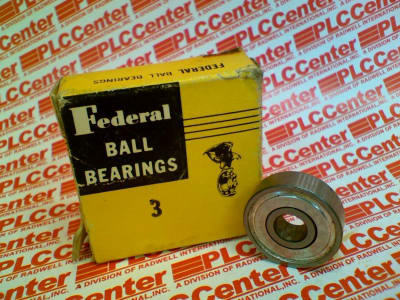 PLCCenter
A DIVISION OF RADWELL INTERNATIONAL, INC.
FEDERAL BALL BEARINGS
Federal
BALL
BEARINGS
3